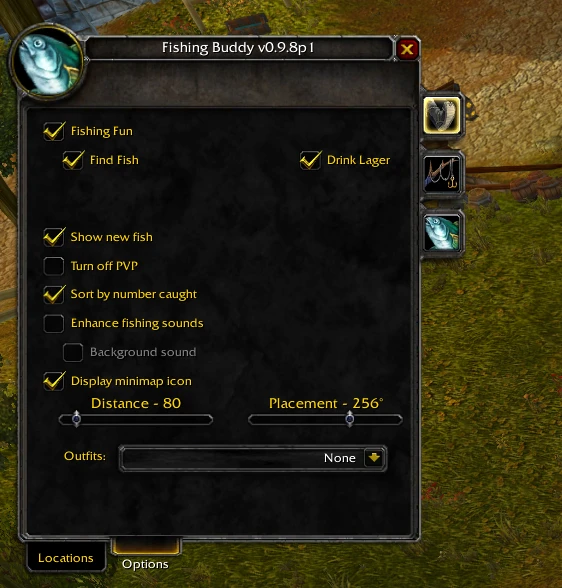 Fishing Buddy v0.9.8p1
Fishing Fun
Find Fish
Drink Lager
Show new fish
Turn off PVP
Sort by number caught
Enhance fishing sounds
Background sound
Display minimap icon
Distance - 80
Placement - 256°
Outfits: None
Locations
Options